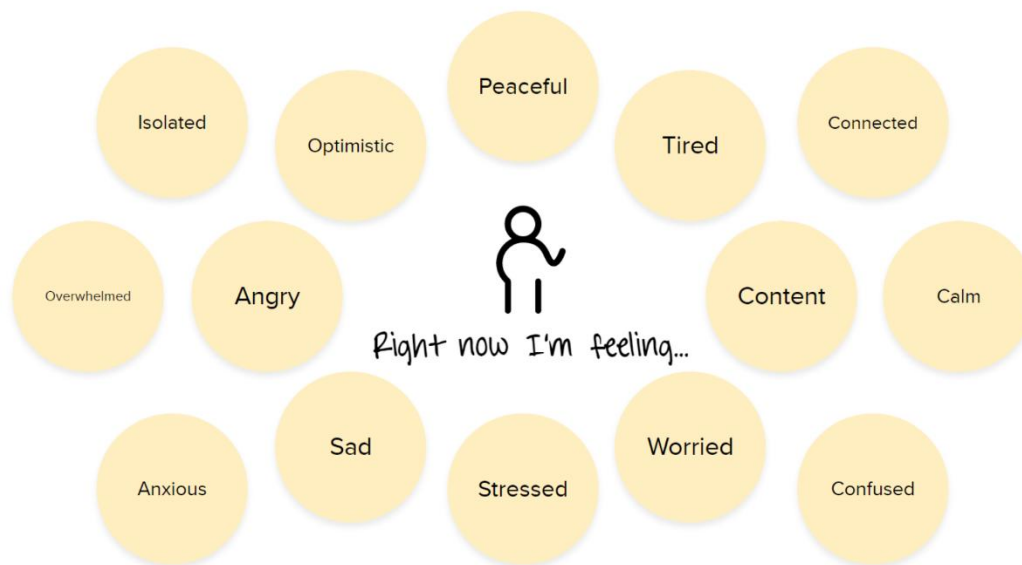 Peaceful
Isolated
Optimistic
Tired
Connected
Overwhelmed
Angry
Content
Calm
Right now I'm feeling...
Sad
Worried
Anxious
Stressed
Confused